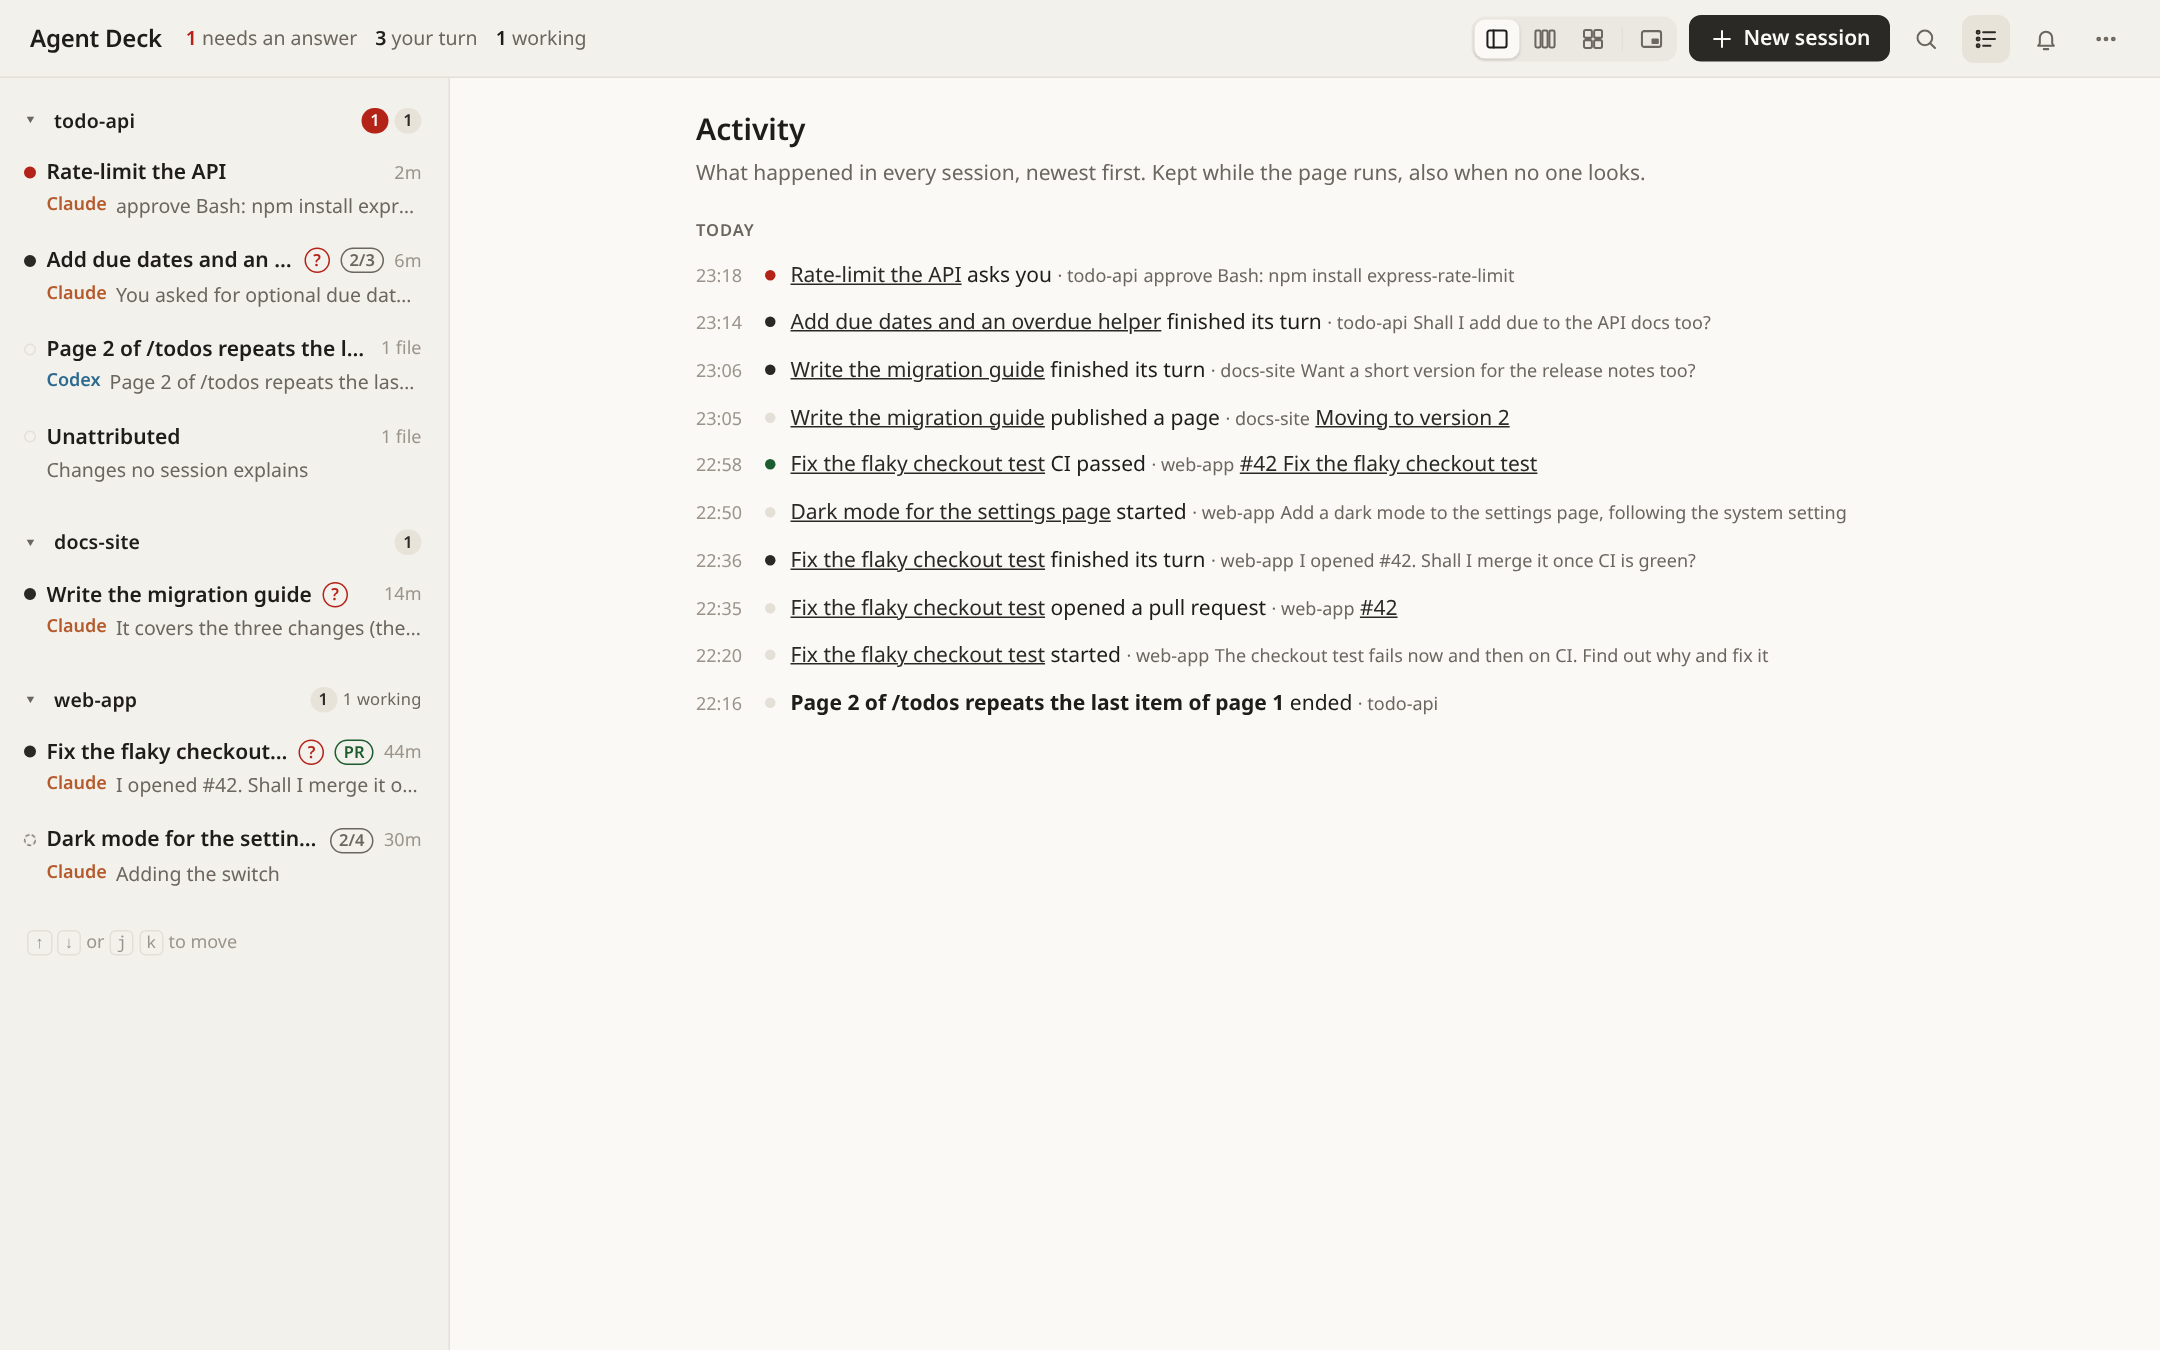 Agent Deck 1 needs an answer 3 your turn 1 working
New session
todo-api 1 1
Rate-limit the API 2m
Claude approve Bash: npm install expr...
Add due dates and an ... ? 2/3 6m
Claude You asked for optional due dat...
Page 2 of /todos repeats the l... 1 file
Codex Page 2 of /todos repeats the las...
Unattributed 1 file
Changes no session explains
docs-site 1
Write the migration guide ? 14m
Claude It covers the three changes (the...
web-app 1 1 working
Fix the flaky checkout... ? PR 44m
Claude I opened #42. Shall I merge it o...
Dark mode for the settin... 2/4 30m
Claude Adding the switch
↑ ↓ or j k to move
Activity
What happened in every session, newest first. Kept while the page runs, also when no one looks.
TODAY
23:18 Rate-limit the API asks you · todo-api approve Bash: npm install express-rate-limit
23:14 Add due dates and an overdue helper finished its turn · todo-api Shall I add due to the API docs too?
23:06 Write the migration guide finished its turn · docs-site Want a short version for the release notes too?
23:05 Write the migration guide published a page · docs-site Moving to version 2
22:58 Fix the flaky checkout test CI passed · web-app #42 Fix the flaky checkout test
22:50 Dark mode for the settings page started · web-app Add a dark mode to the settings page, following the system setting
22:36 Fix the flaky checkout test finished its turn · web-app I opened #42. Shall I merge it once CI is green?
22:35 Fix the flaky checkout test opened a pull request · web-app #42
22:20 Fix the flaky checkout test started · web-app The checkout test fails now and then on CI. Find out why and fix it
22:16 Page 2 of /todos repeats the last item of page 1 ended · todo-api